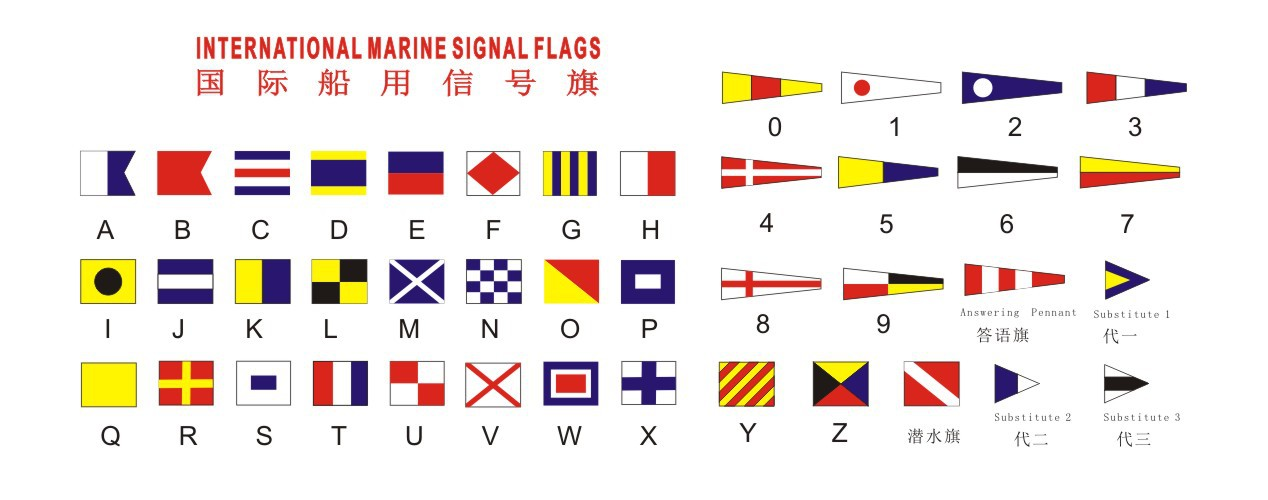 INTERNATIONAL MARINE SIGNAL FLAGS
国际船用信号旗
0 1 2 3
A B C D E F G H
4 5 6 7
I J K L M N O P
8 9
Answering Pennant
答语旗
Substitute 1
代一
Q R S T U V W X
Y Z
潜水旗
Substitute 2
代二
Substitute 3
代三